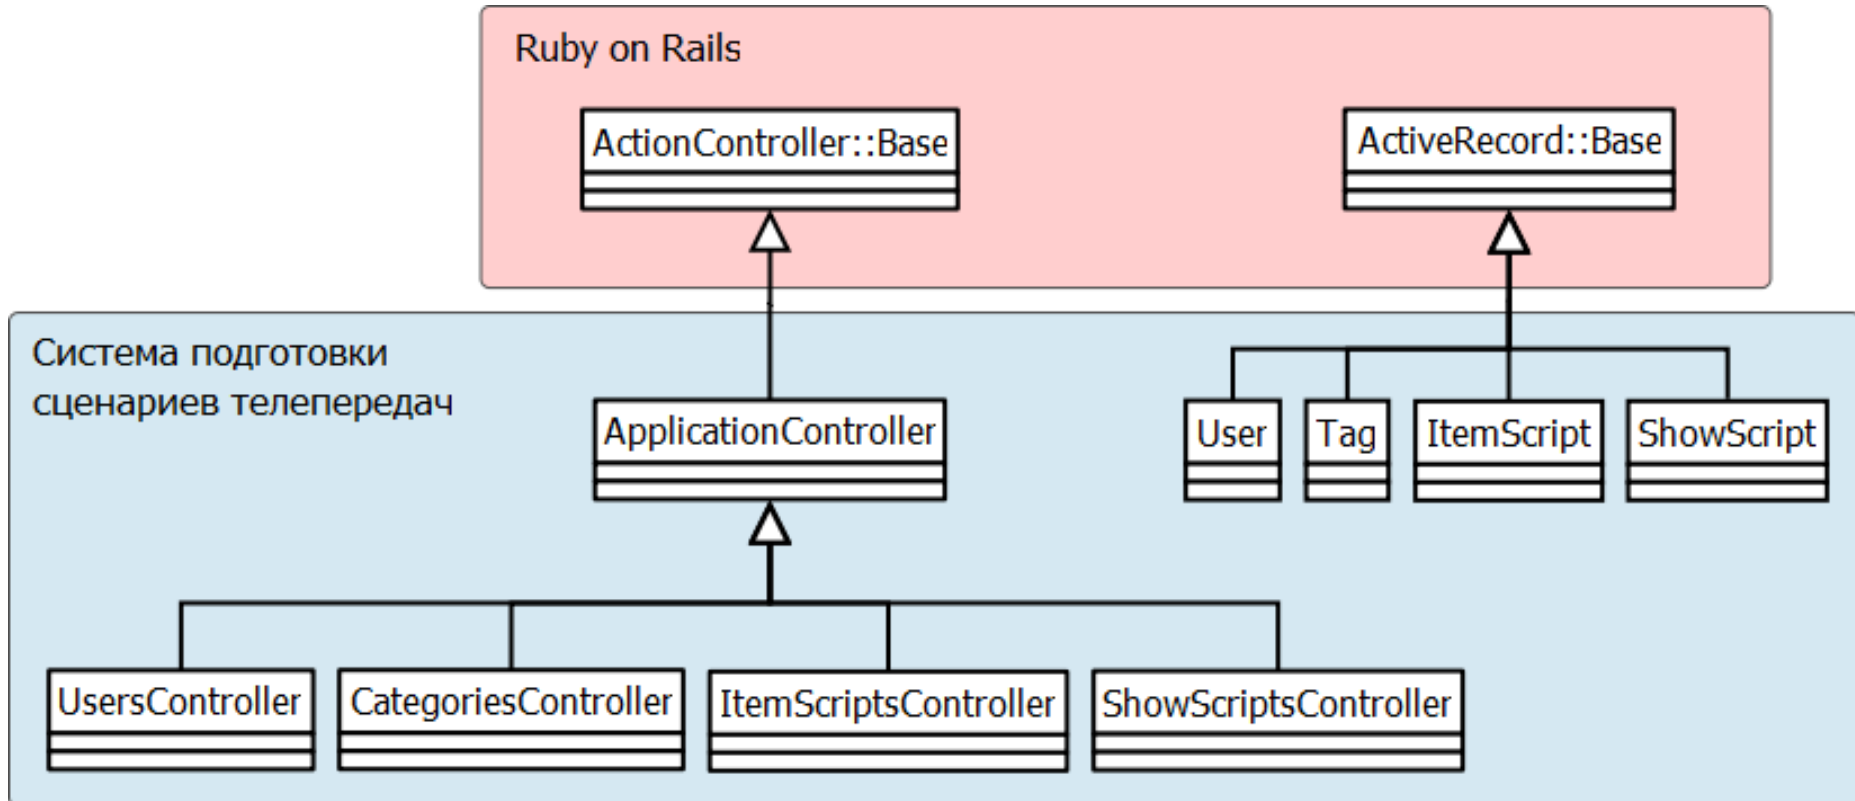 Ruby on Rails
ActionController::Base
ActiveRecord::Base
Система подготовки
сценариев телепередач
ApplicationController
User
Tag
ItemScript
ShowScript
UsersController
CategoriesController
ItemScriptsController
ShowScriptsController